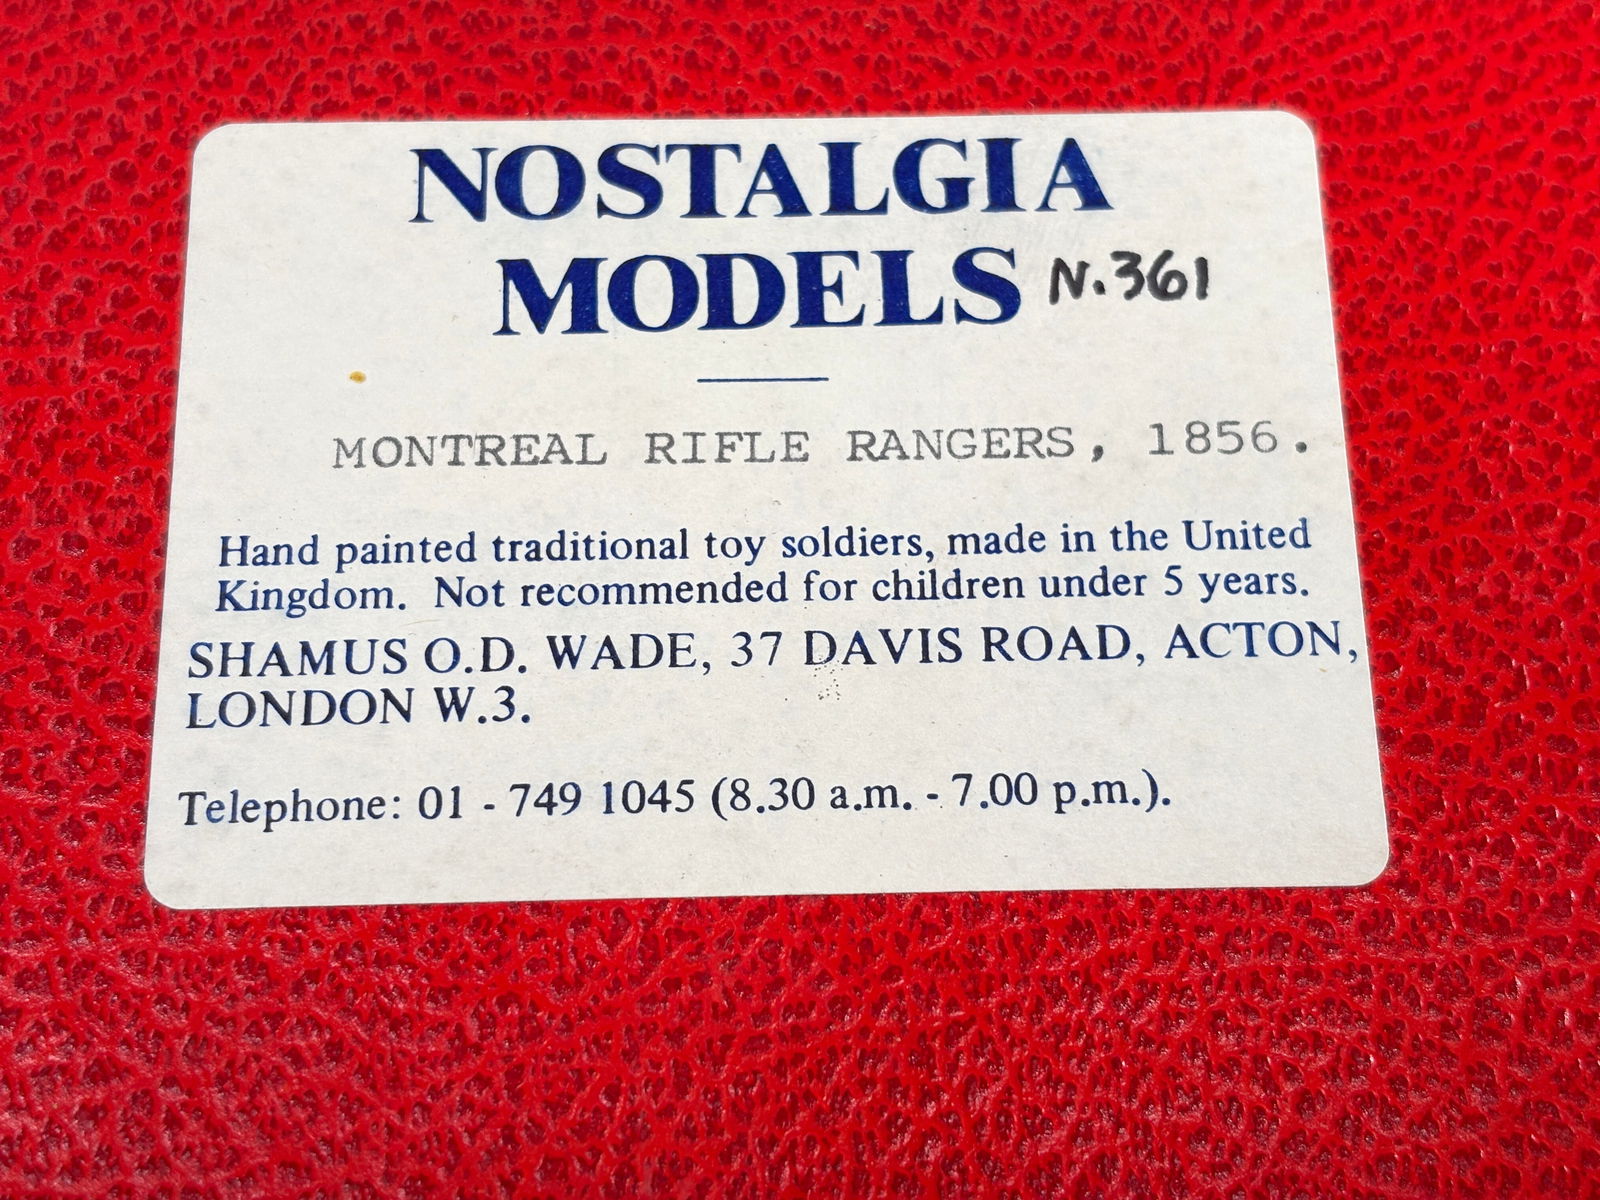 NOSTALGIA
MODELS N.361
MONTREAL RIFLE RANGERS, 1856.
Hand painted traditional toy soldiers, made in the United
Kingdom. Not recommended for children under 5 years.
SHAMUS O.D. WADE, 37 DAVIS ROAD, ACTON,
LONDON W.3.
Telephone: 01 - 749 1045 (8.30 a.m. - 7.00 p.m.).